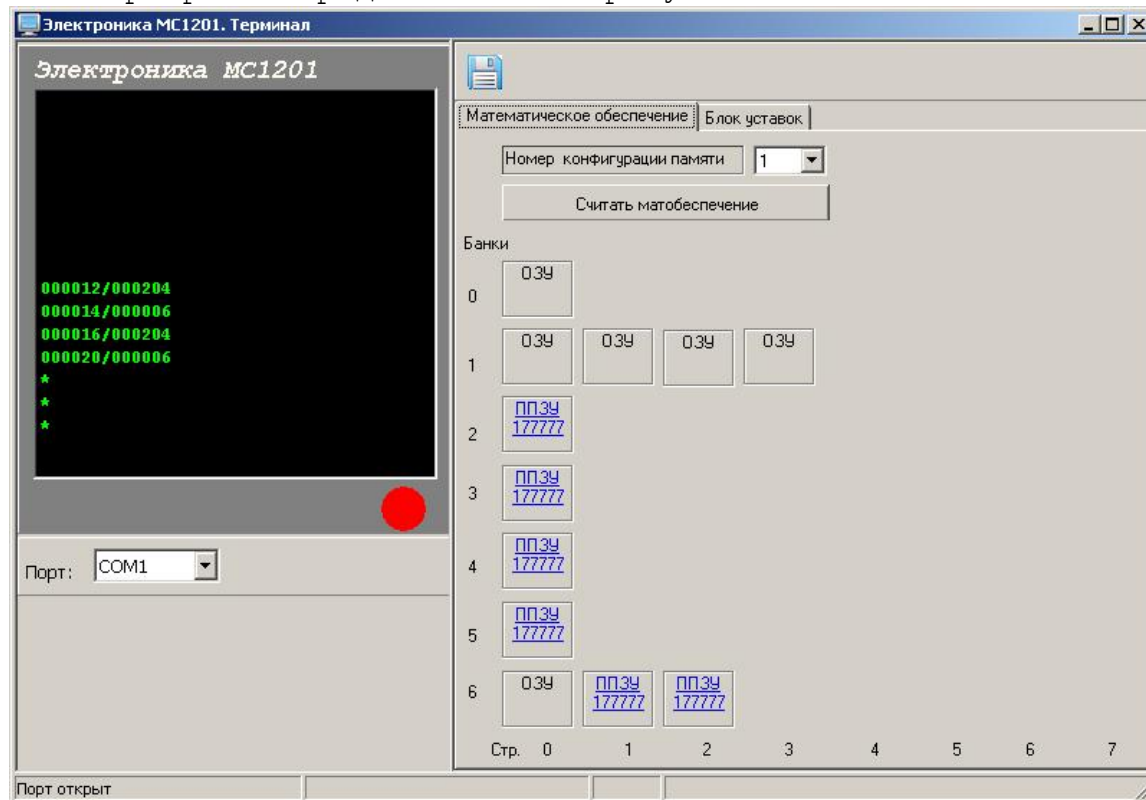 Электроника МС1201. Терминал
Электроника МС1201
000012/000204
000014/000006
000016/000204
000020/000006
*
*
*
Порт: COM1
Математическое обеспечение Блок уставок
Номер конфигурации памяти 1
Считать матобеспечение
Банки
0 ОЗУ
1 ОЗУ ОЗУ ОЗУ ОЗУ
2 ППЗУ 177777
3 ППЗУ 177777
4 ППЗУ 177777
5 ППЗУ 177777
6 ОЗУ ППЗУ 177777 ППЗУ 177777
Стр. 0 1 2 3 4 5 6 7
Порт открыт